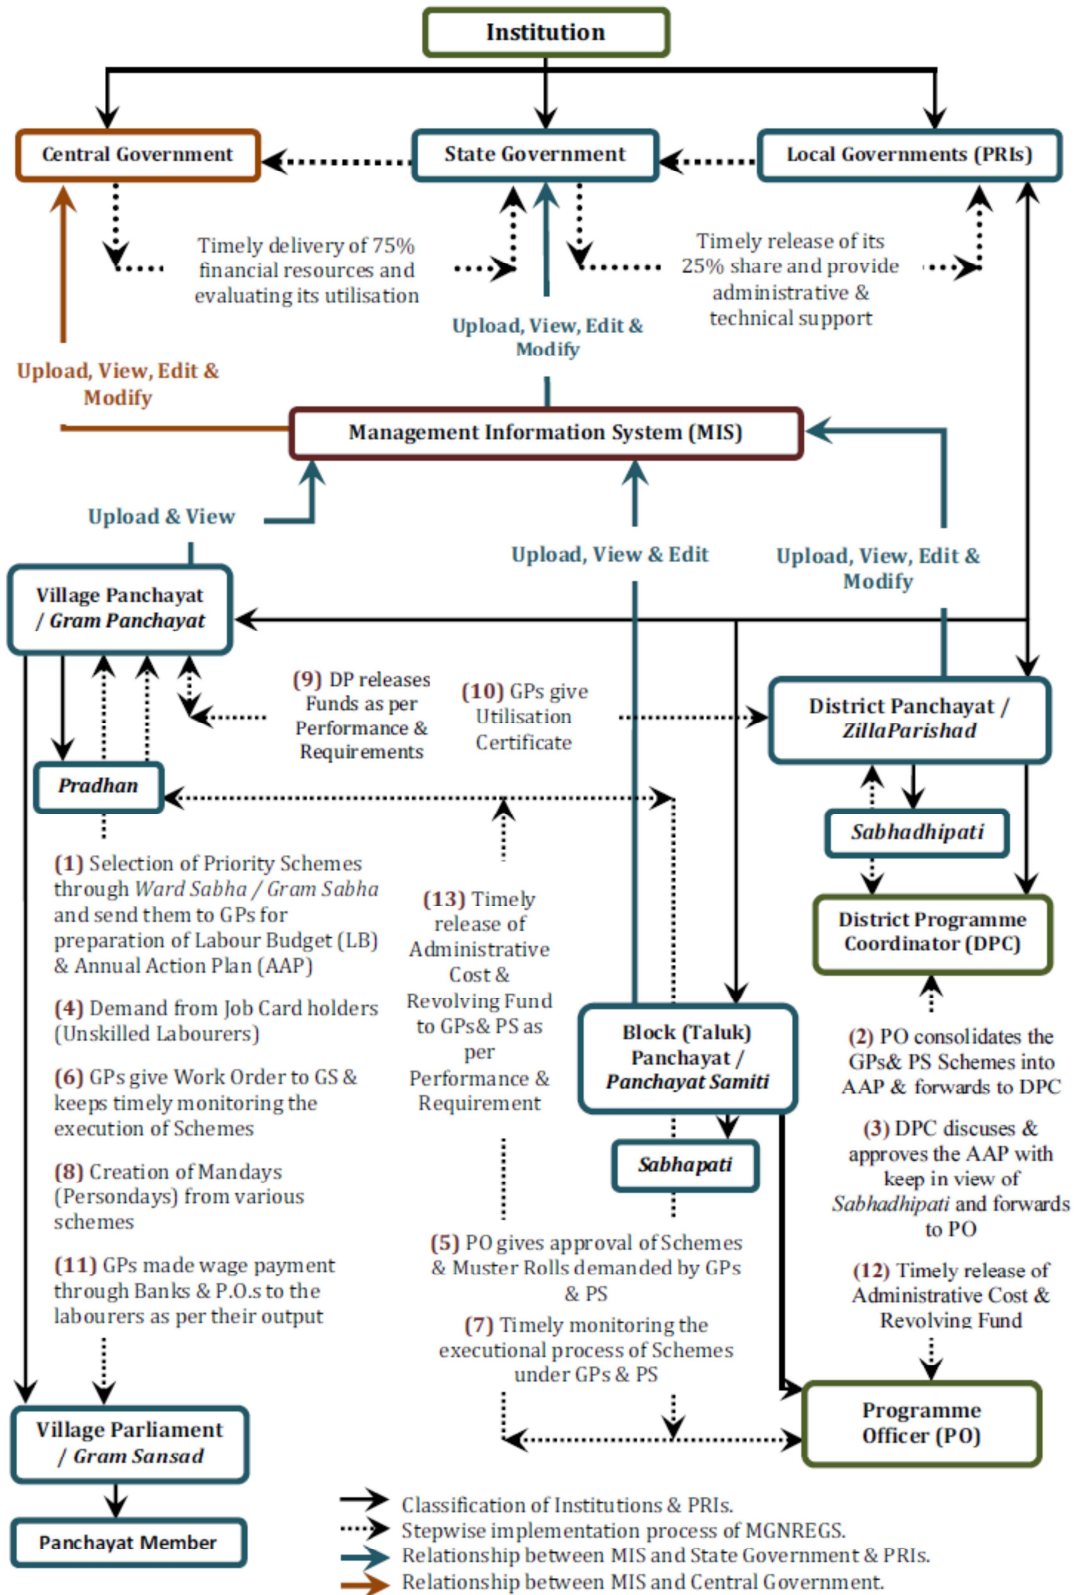 Institution
Central Government
State Government
Local Governments (PRIs)
Timely delivery of 75%
financial resources and
evaluating its utilisation
Timely release of its
25% share and provide
administrative &
technical support
Upload, View, Edit &
Modify
Upload, View, Edit &
Modify
Management Information System (MIS)
Upload & View
Upload, View & Edit
Upload, View, Edit &
Modify
Village Panchayat
/ Gram Panchayat
(9) DP releases
Funds as per
Performance &
Requirements
(10) GPs give
Utilisation
Certificate
District Panchayat /
ZillaParishad
Pradhan
Sabhadhipati
(1) Selection of Priority Schemes
through Ward Sabha / Gram Sabha
and send them to GPs for
preparation of Labour Budget (LB)
& Annual Action Plan (AAP)
(4) Demand from Job Card holders
(Unskilled Labourers)
(6) GPs give Work Order to GS &
keeps timely monitoring the
execution of Schemes
(8) Creation of Mandays
(Persondays) from various
schemes
(11) GPs made wage payment
through Banks & P.O.s to the
labourers as per their output
(13) Timely
release of
Administrative
Cost &
Revolving Fund
to GPs& PS as
per
Performance &
Requirement
District Programme
Coordinator (DPC)
Block (Taluk)
Panchayat /
Panchayat Samiti
Sabhapati
(2) PO consolidates the
GPs& PS Schemes into
AAP & forwards to DPC
(3) DPC discuses &
approves the AAP with
keep in view of
Sabhadhipati and forwards
to PO
(12) Timely release of
Administrative Cost &
Revolving Fund
(5) PO gives approval of Schemes
& Muster Rolls demanded by GPs
& PS
(7) Timely monitoring the
executional process of Schemes
under GPs & PS
Programme
Officer (PO)
Village Parliament
/ Gram Sansad
Panchayat Member
Classification of Institutions & PRIs.
Stepwise implementation process of MGNREGS.
Relationship between MIS and State Government & PRIs.
Relationship between MIS and Central Government.